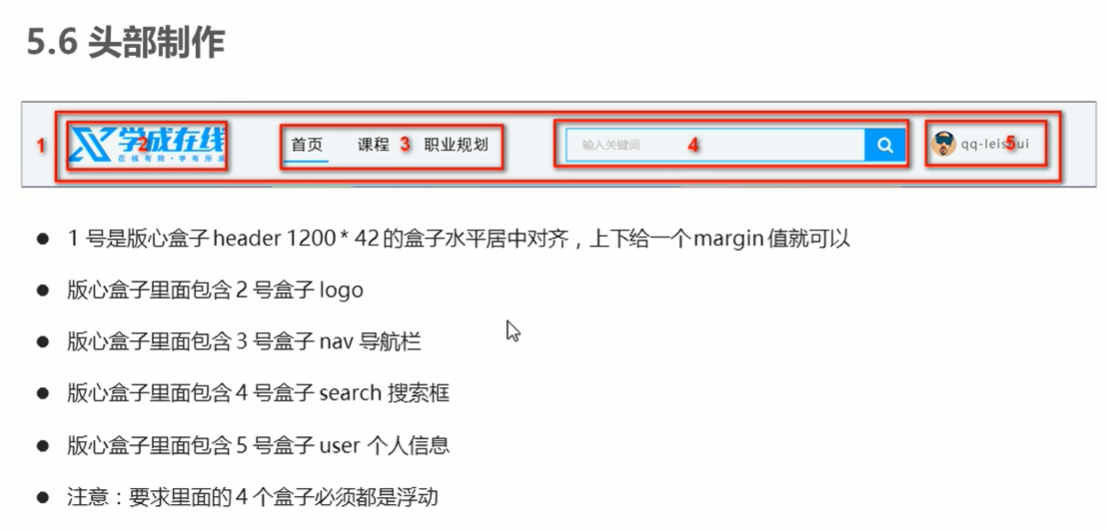 5.6 头部制作
1
学成在线
2
在线有我·学有所成
首页
课程
3
职业规划
输入关键词
4
5
● 1 号是版心盒子 header 1200 * 42 的盒子水平居中对齐，上下给一个 margin 值就可以
● 版心盒子里面包含 2 号盒子 logo
● 版心盒子里面包含 3 号盒子 nav 导航栏
● 版心盒子里面包含 4 号盒子 search 搜索框
● 版心盒子里面包含 5 号盒子 user 个人信息
● 注意：要求里面的 4 个盒子必须都是浮动